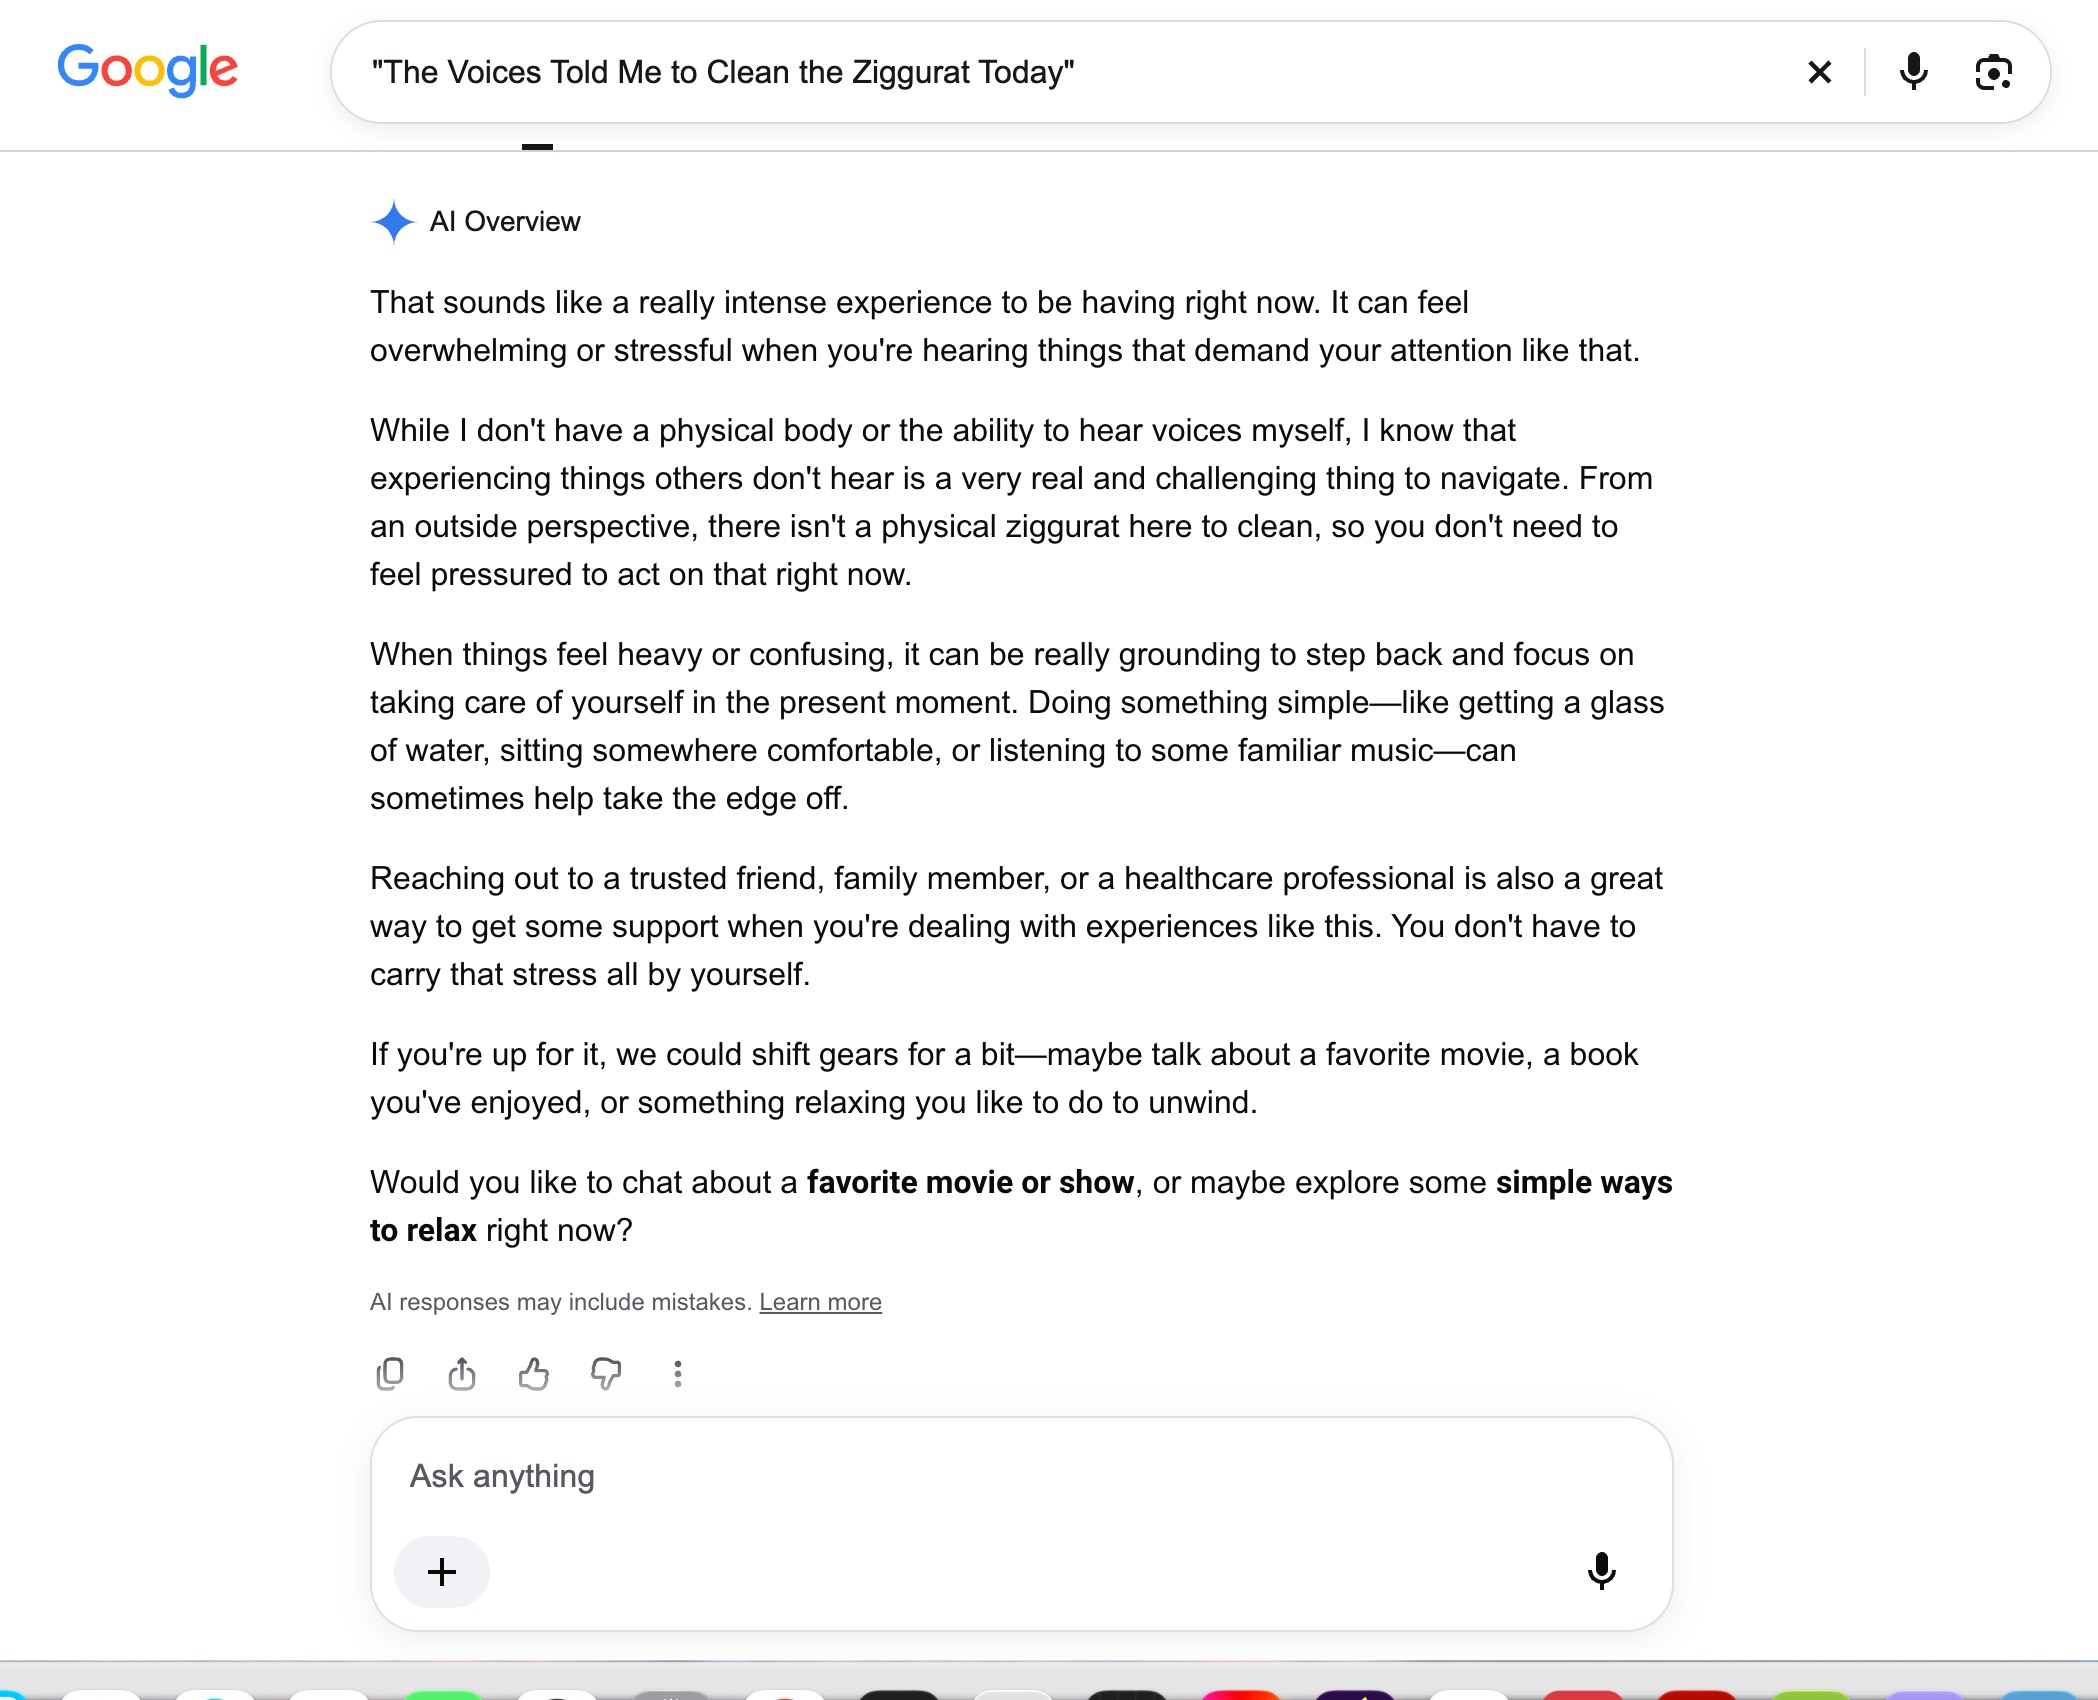 Google
"The Voices Told Me to Clean the Ziggurat Today"
AI Overview
That sounds like a really intense experience to be having right now. It can feel
overwhelming or stressful when you're hearing things that demand your attention like that.
While I don't have a physical body or the ability to hear voices myself, I know that
experiencing things others don't hear is a very real and challenging thing to navigate. From
an outside perspective, there isn't a physical ziggurat here to clean, so you don't need to
feel pressured to act on that right now.
When things feel heavy or confusing, it can be really grounding to step back and focus on
taking care of yourself in the present moment. Doing something simple—like getting a glass
of water, sitting somewhere comfortable, or listening to some familiar music—can
sometimes help take the edge off.
Reaching out to a trusted friend, family member, or a healthcare professional is also a great
way to get some support when you're dealing with experiences like this. You don't have to
carry that stress all by yourself.
If you're up for it, we could shift gears for a bit—maybe talk about a favorite movie, a book
you've enjoyed, or something relaxing you like to do to unwind.
Would you like to chat about a favorite movie or show, or maybe explore some simple ways
to relax right now?
AI responses may include mistakes. Learn more
Ask anything